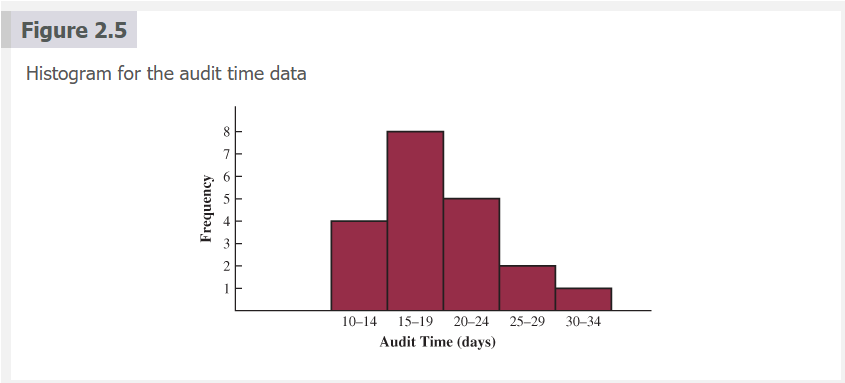 Figure 2.5
Histogram for the audit time data
8
7
6
5
4
3
2
1
Frequency
10–14 15–19 20–24 25–29 30–34
Audit Time (days)